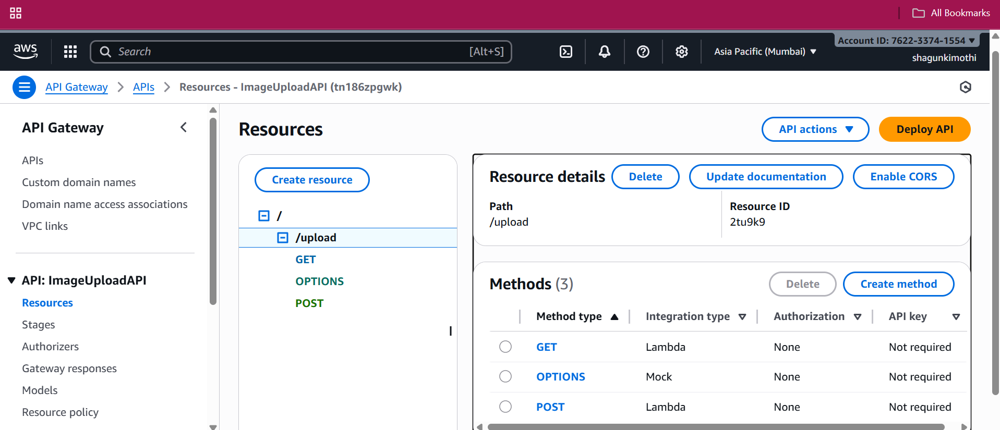 All Bookmarks
aws
Search
[Alt+S]
Asia Pacific (Mumbai)
Account ID: 7622-3374-1554
shagunkimothi
API Gateway
APIs
Resources - ImageUploadAPI (tn186zpgwk)
API Gateway
APIs
Custom domain names
Domain name access associations
VPC links
API: ImageUploadAPI
Resources
Stages
Authorizers
Gateway responses
Models
Resource policy
Resources
API actions
Deploy API
Create resource
/
/upload
GET
OPTIONS
POST
Resource details
Delete
Update documentation
Enable CORS
Path
/upload
Resource ID
2tu9k9
Methods (3)
Delete
Create method
Method type Integration type Authorization API key
GET Lambda None Not required
OPTIONS Mock None Not required
POST Lambda None Not required